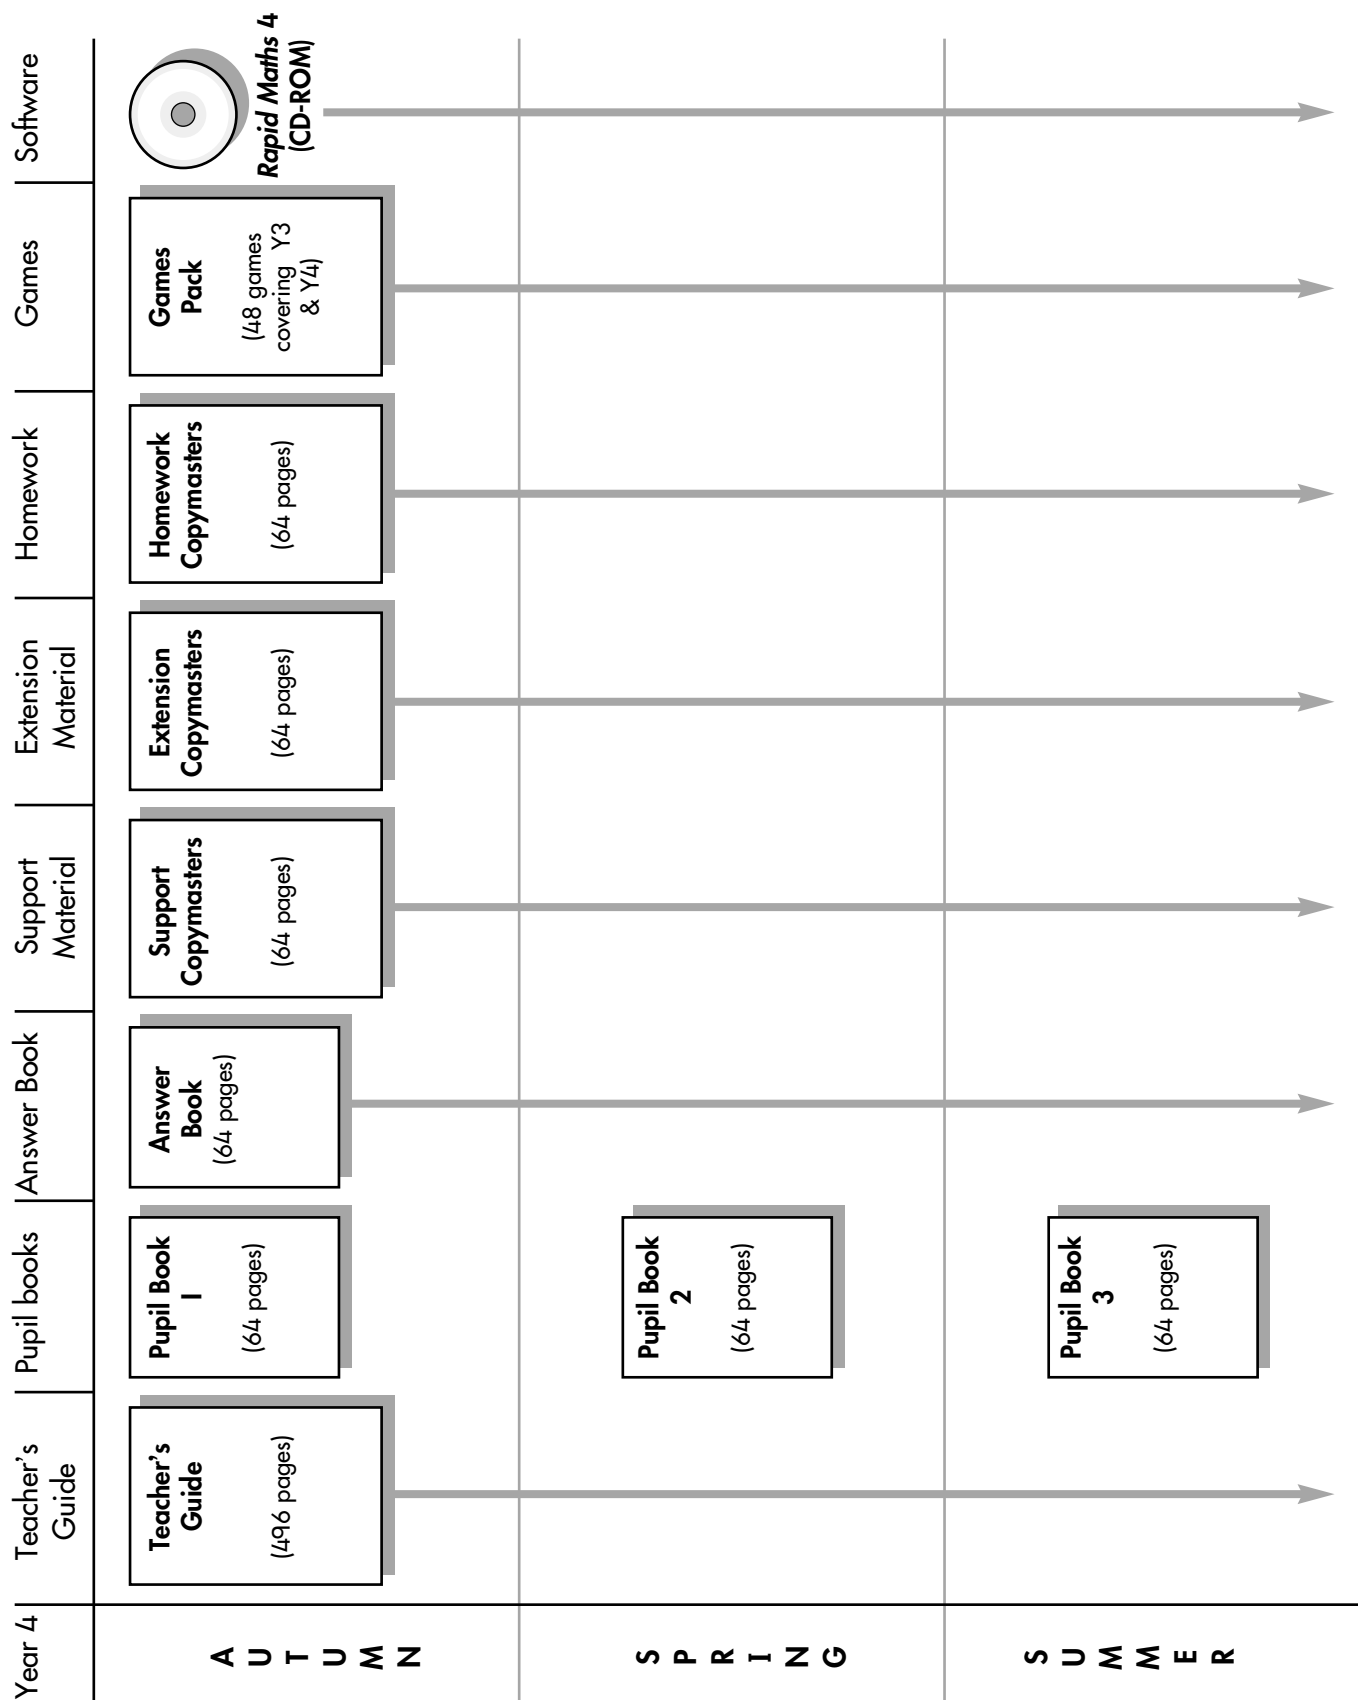 Year 4
Teacher's
Guide
Pupil books
Answer Book
Support
Material
Extension
Material
Homework
Games
Software
AUTUMN
Teacher's
Guide
(496 pages)
Pupil Book
1
(64 pages)
Answer
Book
(64 pages)
Support
Copymasters
(64 pages)
Extension
Copymasters
(64 pages)
Homework
Copymasters
(64 pages)
Games
Pack
(48 games
covering Y3
& Y4)
Rapid Maths 4
(CD-ROM)
SPRING
Pupil Book
2
(64 pages)
SUMMER
Pupil Book
3
(64 pages)